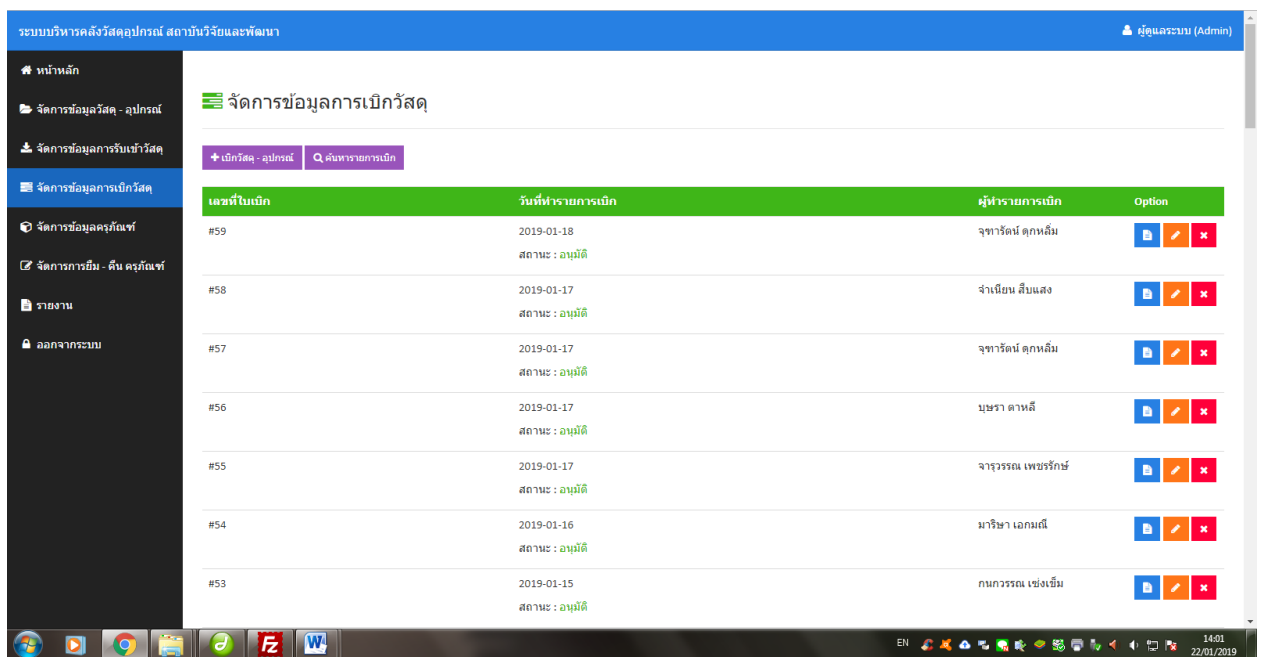 ระบบบริหารคลังวัสดุอุปกรณ์ สถาบันวิจัยและพัฒนา
ผู้ดูแลระบบ (Admin)
หน้าหลัก
จัดการข้อมูลวัสดุ - อุปกรณ์
จัดการข้อมูลการรับเข้าวัสดุ
จัดการข้อมูลการเบิกวัสดุ
จัดการข้อมูลครุภัณฑ์
จัดการการยืม - คืน ครุภัณฑ์
รายงาน
ออกจากระบบ
จัดการข้อมูลการเบิกวัสดุ
เบิกวัสดุ - อุปกรณ์ ค้นหารายการเบิก
เลขที่ใบเบิก วันที่ทำรายการเบิก ผู้ทำรายการเบิก Option
#59 2019-01-18 จุฑารัตน์ ดุกหลิ่ม
สถานะ : อนุมัติ
#58 2019-01-17 จำเนียน สืบแสง
สถานะ : อนุมัติ
#57 2019-01-17 จุฑารัตน์ ดุกหลิ่ม
สถานะ : อนุมัติ
#56 2019-01-17 บุษรา ดาหลี
สถานะ : อนุมัติ
#55 2019-01-17 จารุวรรณ เพชรรักษ์
สถานะ : อนุมัติ
#54 2019-01-16 มาริษา เอกมณี
สถานะ : อนุมัติ
#53 2019-01-15 กนกวรรณ เซ่งเข็ม
สถานะ : อนุมัติ
EN 14:01
22/01/2019